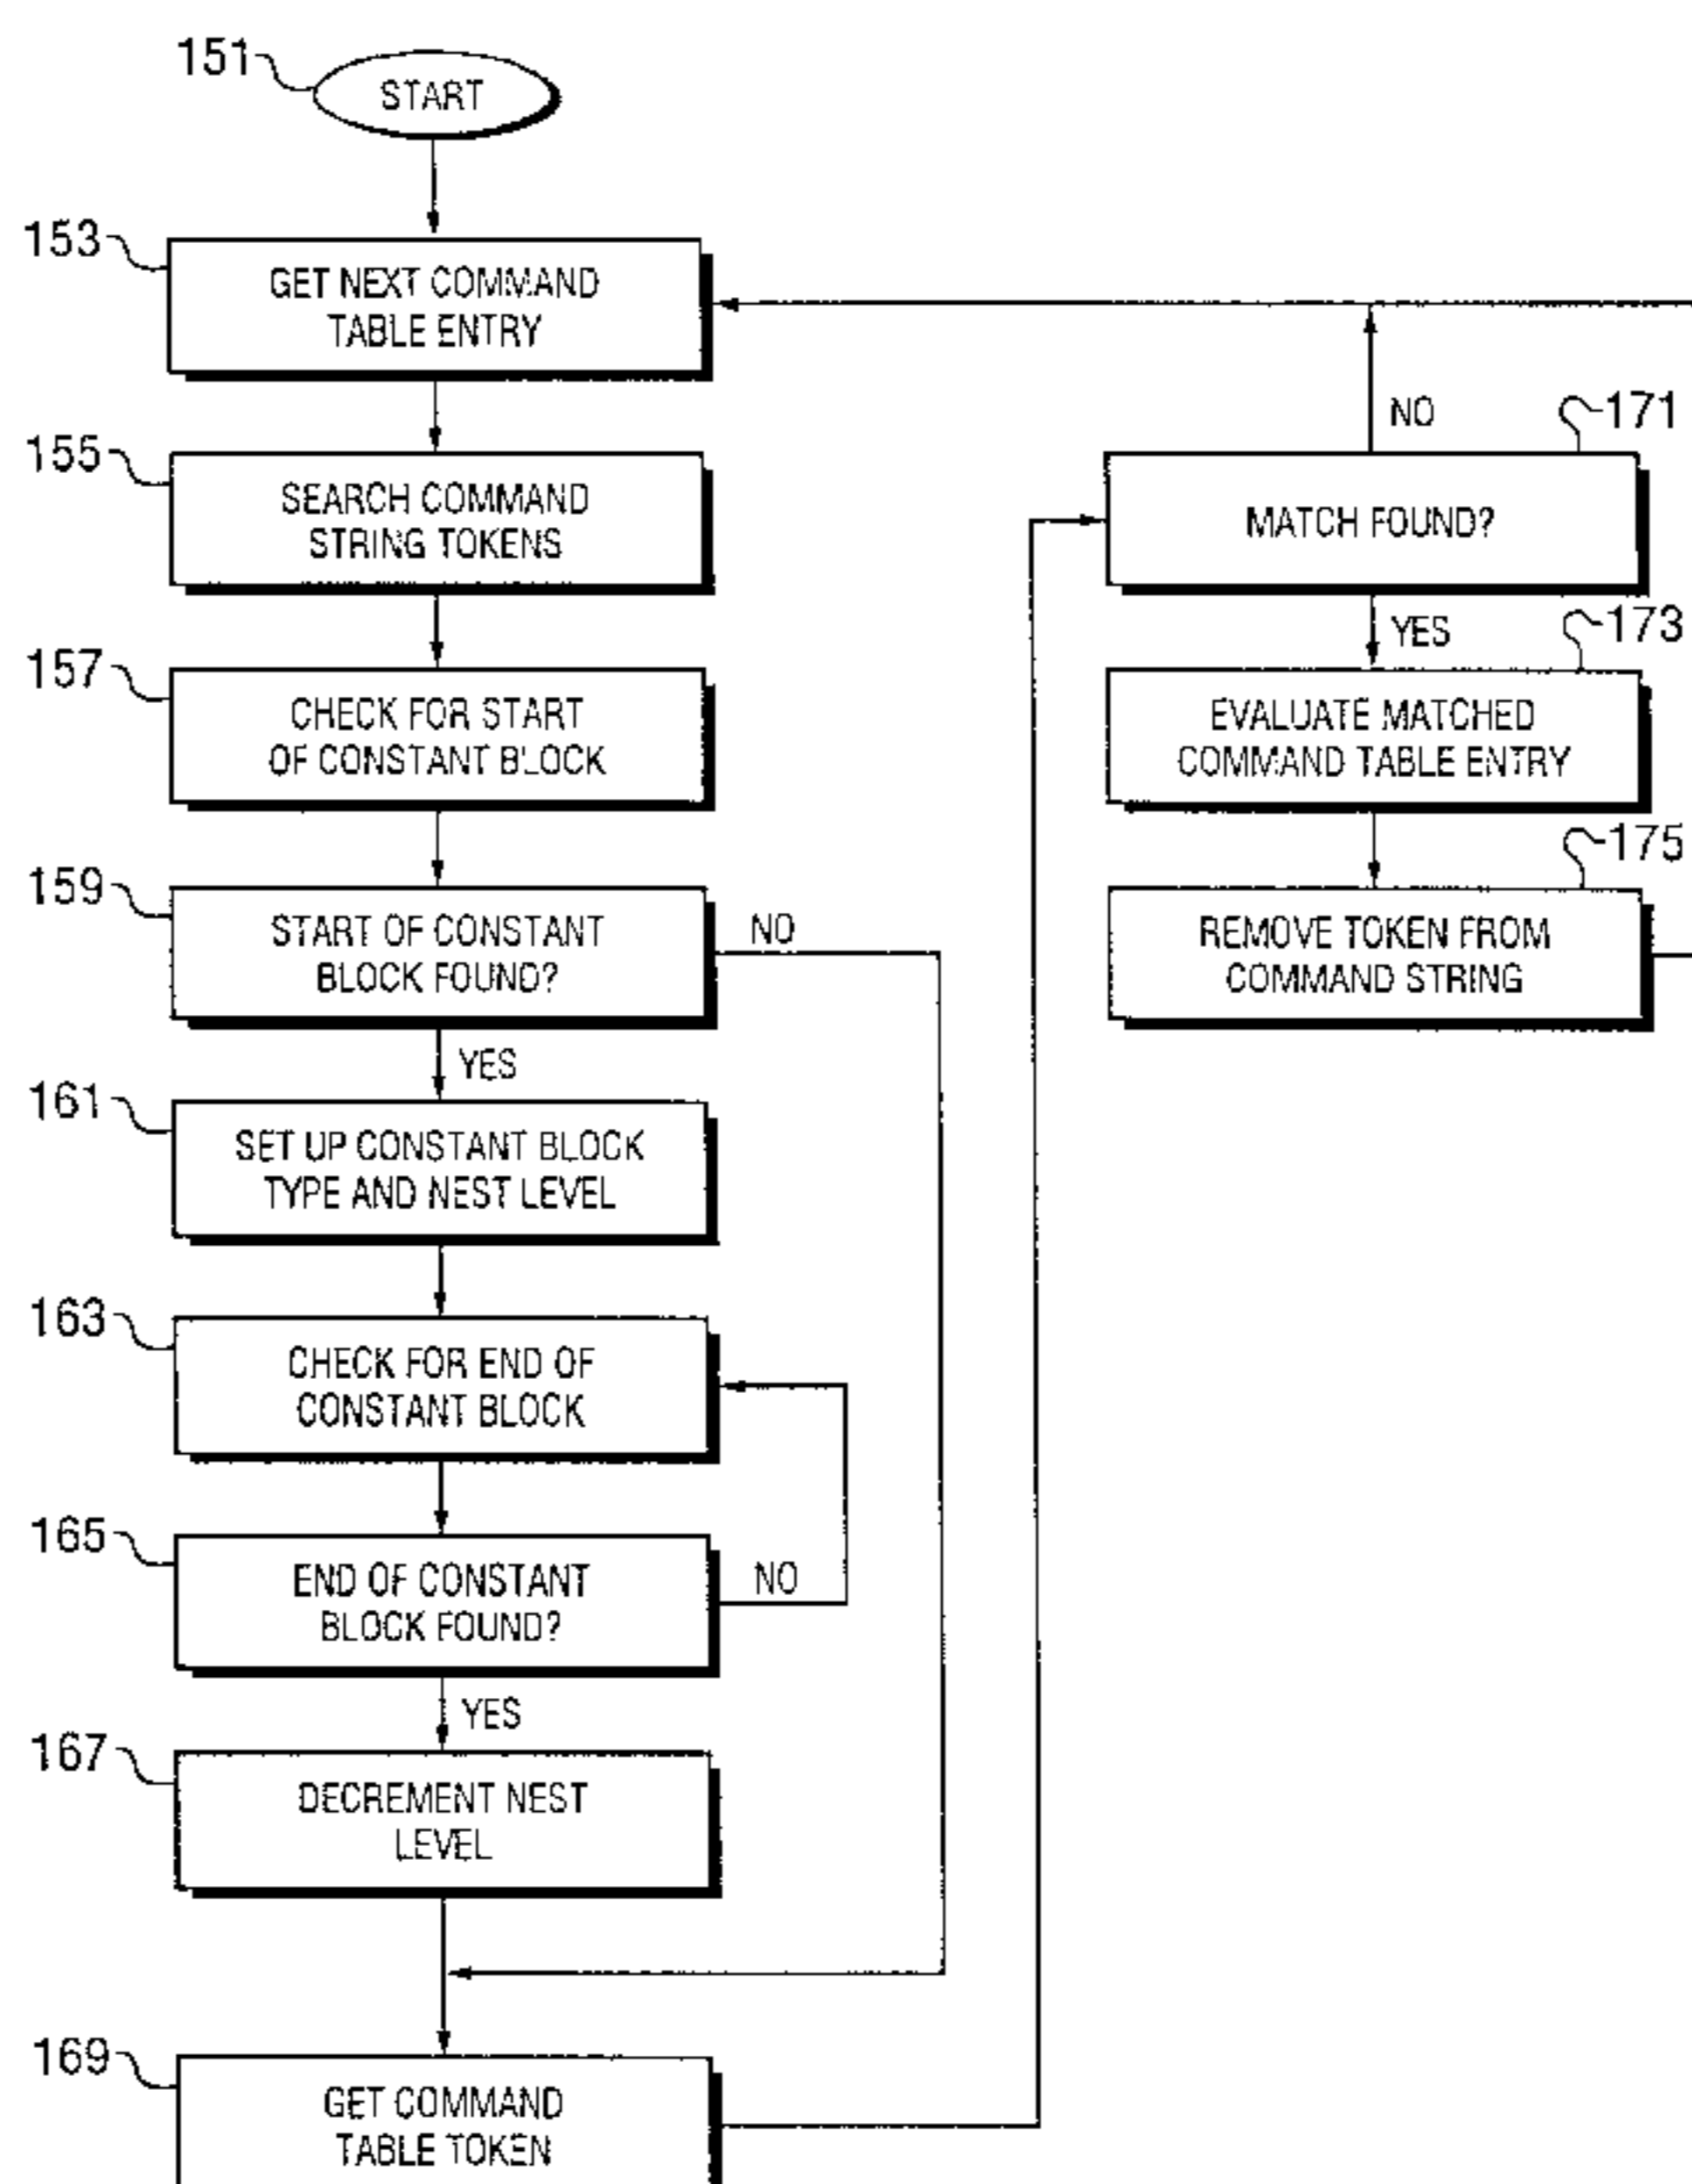 151
START
153
GET NEXT COMMAND
TABLE ENTRY
155
SEARCH COMMAND
STRING TOKENS
157
CHECK FOR START
OF CONSTANT BLOCK
159
START OF CONSTANT
BLOCK FOUND?
NO
YES
161
SET UP CONSTANT BLOCK
TYPE AND NEST LEVEL
163
CHECK FOR END OF
CONSTANT BLOCK
165
END OF CONSTANT
BLOCK FOUND?
NO
YES
167
DECREMENT NEST
LEVEL
169
GET COMMAND
TABLE TOKEN
NO
171
MATCH FOUND?
YES
173
EVALUATE MATCHED
COMMAND TABLE ENTRY
175
REMOVE TOKEN FROM
COMMAND STRING